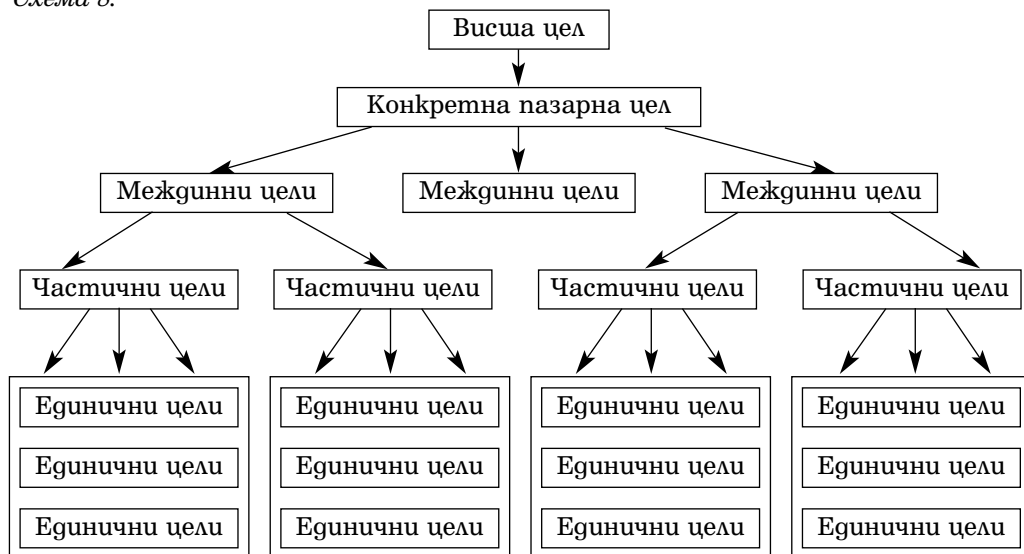 Схема 8.
Висша цел
Конкретна пазарна цел
Междинни цели Междинни цели Междинни цели
Частични цели Частични цели Частични цели Частични цели
Единични цели Единични цели Единични цели Единични цели
Единични цели Единични цели Единични цели Единични цели
Единични цели Единични цели Единични цели Единични цели